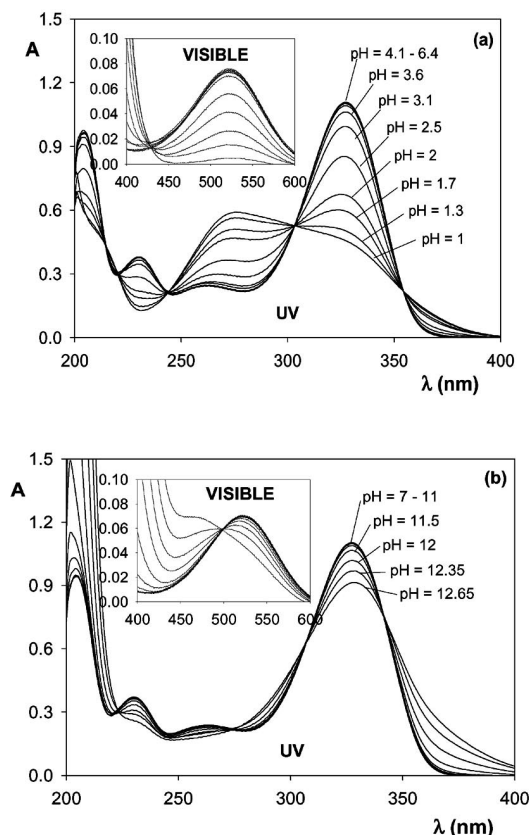 (a)
A
1.5
1.2
0.9
0.6
0.3
0.0
0.10
0.08
0.06
0.04
0.02
0.00
VISIBLE
400 450 500 550 600
pH = 4.1 - 6.4
pH = 3.6
pH = 3.1
pH = 2.5
pH = 2
pH = 1.7
pH = 1.3
pH = 1
UV
200 250 300 350 400
λ (nm)
(b)
A
1.5
1.2
0.9
0.6
0.3
0.0
0.10
0.08
0.06
0.04
0.02
0.00
VISIBLE
400 450 500 550 600
pH = 7 - 11
pH = 11.5
pH = 12
pH = 12.35
pH = 12.65
UV
200 250 300 350 400
λ (nm)